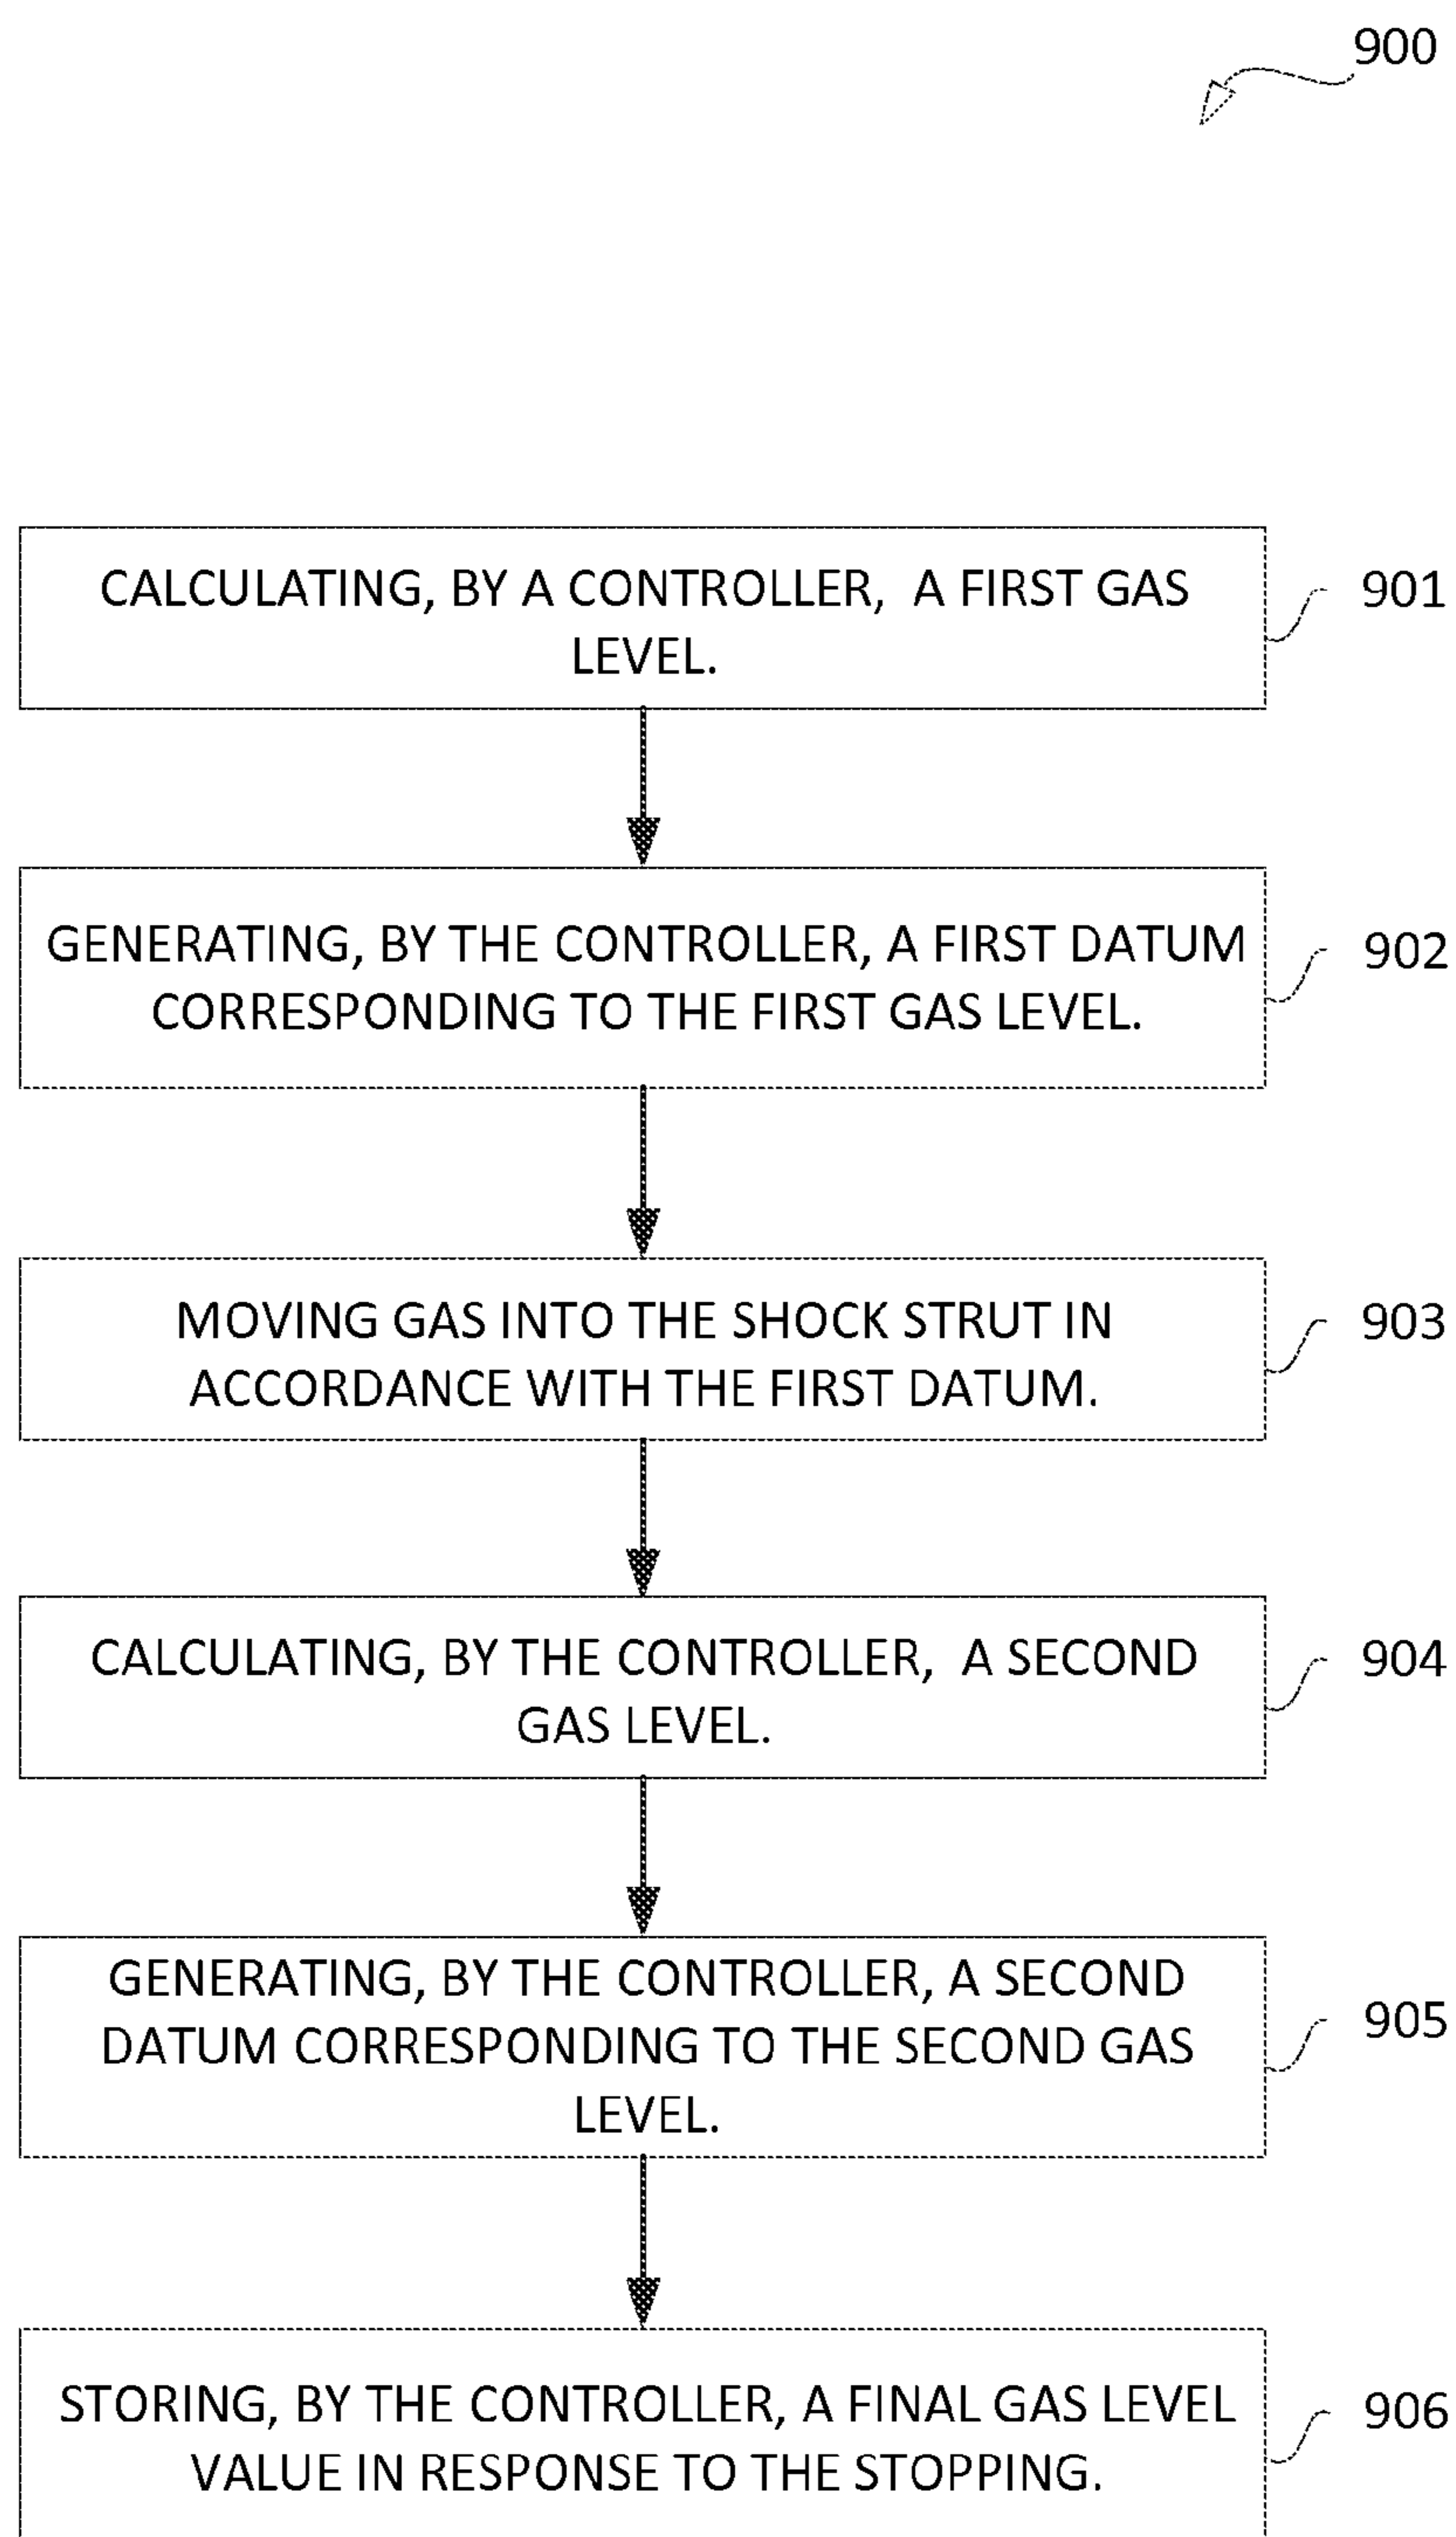 900
CALCULATING, BY A CONTROLLER, A FIRST GAS
LEVEL.
901
GENERATING, BY THE CONTROLLER, A FIRST DATUM
CORRESPONDING TO THE FIRST GAS LEVEL.
902
MOVING GAS INTO THE SHOCK STRUT IN
ACCORDANCE WITH THE FIRST DATUM.
903
CALCULATING, BY THE CONTROLLER, A SECOND
GAS LEVEL.
904
GENERATING, BY THE CONTROLLER, A SECOND
DATUM CORRESPONDING TO THE SECOND GAS
LEVEL.
905
STORING, BY THE CONTROLLER, A FINAL GAS LEVEL
VALUE IN RESPONSE TO THE STOPPING.
906